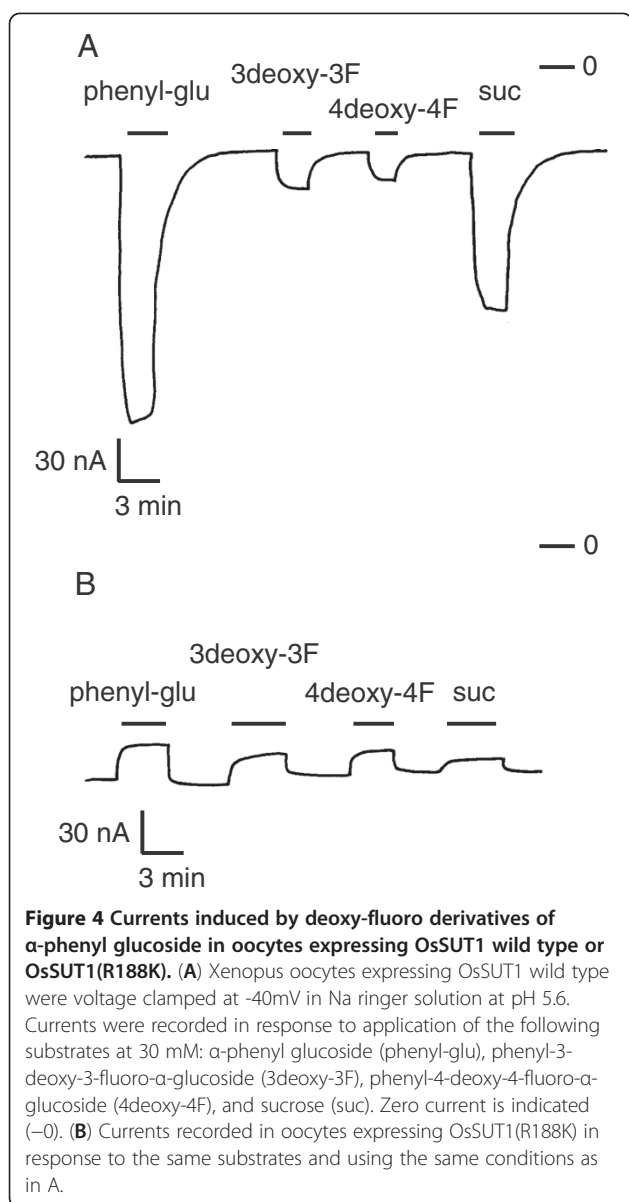 A
0
phenyl-glu
3deoxy-3F
4deoxy-4F
suc
30 nA
3 min
0
B
3deoxy-3F
phenyl-glu
4deoxy-4F
suc
30 nA
3 min
Figure 4 Currents induced by deoxy-fluoro derivatives of
α-phenyl glucoside in oocytes expressing OsSUT1 wild type or
OsSUT1(R188K). (A) Xenopus oocytes expressing OsSUT1 wild type
were voltage clamped at -40mV in Na ringer solution at pH 5.6.
Currents were recorded in response to application of the following
substrates at 30 mM: α-phenyl glucoside (phenyl-glu), phenyl-3-
deoxy-3-fluoro-α-glucoside (3deoxy-3F), phenyl-4-deoxy-4-fluoro-α-
glucoside (4deoxy-4F), and sucrose (suc). Zero current is indicated
(−0). (B) Currents recorded in oocytes expressing OsSUT1(R188K) in
response to the same substrates and using the same conditions as
in A.